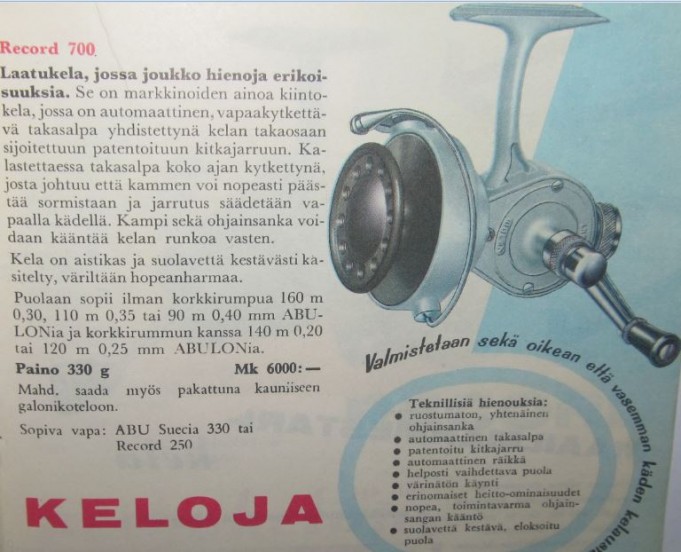 Record 700.
Laatukela, jossa joukko hienoja erikoi-
suuksia. Se on markkinoiden ainoa kiinto-
kela, jossa on automaattinen, vapaakytkettä-
vä takasalpa yhdistettynä kelan takaosaan
sijoitettuun patentoituun kitkajarruun. Ka-
lastettaessa takasalpa koko ajan kytkettynä,
josta johtuu että kammen voi nopeasti pääs-
tää sormistaan ja jarrutus säädetään va-
paalla kädellä. Kampi sekä ohjainsanka voi-
daan kääntää kelan runkoa vasten.
Kela on aistikas ja suolavettä kestävästi kä-
sitelty, väriltään hopeanharmaa.
Puolaan sopii ilman korkkirumpua 160 m
0,30, 110 m 0,35 tai 90 m 0,40 mm ABU-
LONia ja korkkirummun kanssa 140 m 0,20
tai 120 m 0,25 mm ABULONia.
Paino 330 g Mk 6000:—
Mahd. saada myös pakattuna kauniiseen
galonikoteloon.
Sopiva vapa: ABU Suecia 330 tai
Record 250
KELOJA
Valmistetaan sekä oikean että vasemman käden kelausta
Teknillisiä hienouksia:
● ruostumaton, yhtenäinen
ohjainsanka
● automaattinen takasalpa
● patentoitu kitkajarru
● automaattinen räikkä
● helposti vaihdettava puola
● värinätön käynti
● erinomaiset heitto-ominaisuudet
● nopea, toimintavarma ohjain-
sangan kääntö
● suolavettä kestävä, eloksoitu
puola